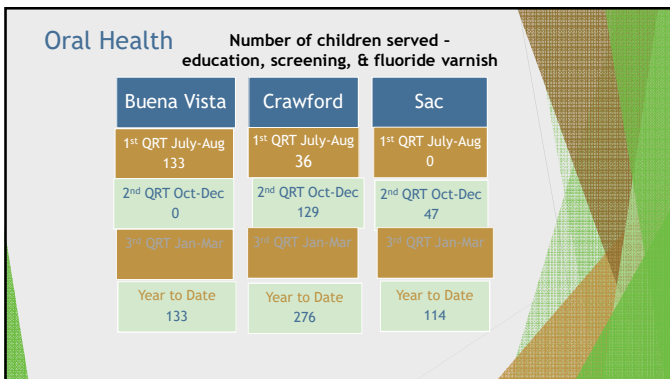 Oral Health
Number of children served –
education, screening, & fluoride varnish
Buena Vista
1st QRT July-Aug
133
2nd QRT Oct-Dec
0
3rd QRT Jan-Mar
Year to Date
133
Crawford
1st QRT July-Aug
36
2nd QRT Oct-Dec
129
3rd QRT Jan-Mar
Year to Date
276
Sac
1st QRT July-Aug
0
2nd QRT Oct-Dec
47
3rd QRT Jan-Mar
Year to Date
114